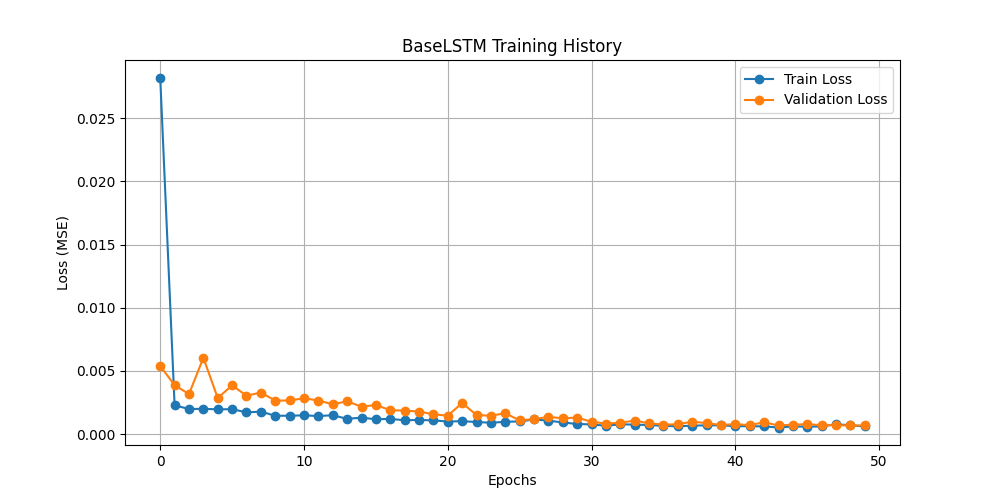 BaseLSTM Training History
Train Loss
Validation Loss
Loss (MSE)
0.025
0.020
0.015
0.010
0.005
0.000
0 10 20 30 40 50
Epochs